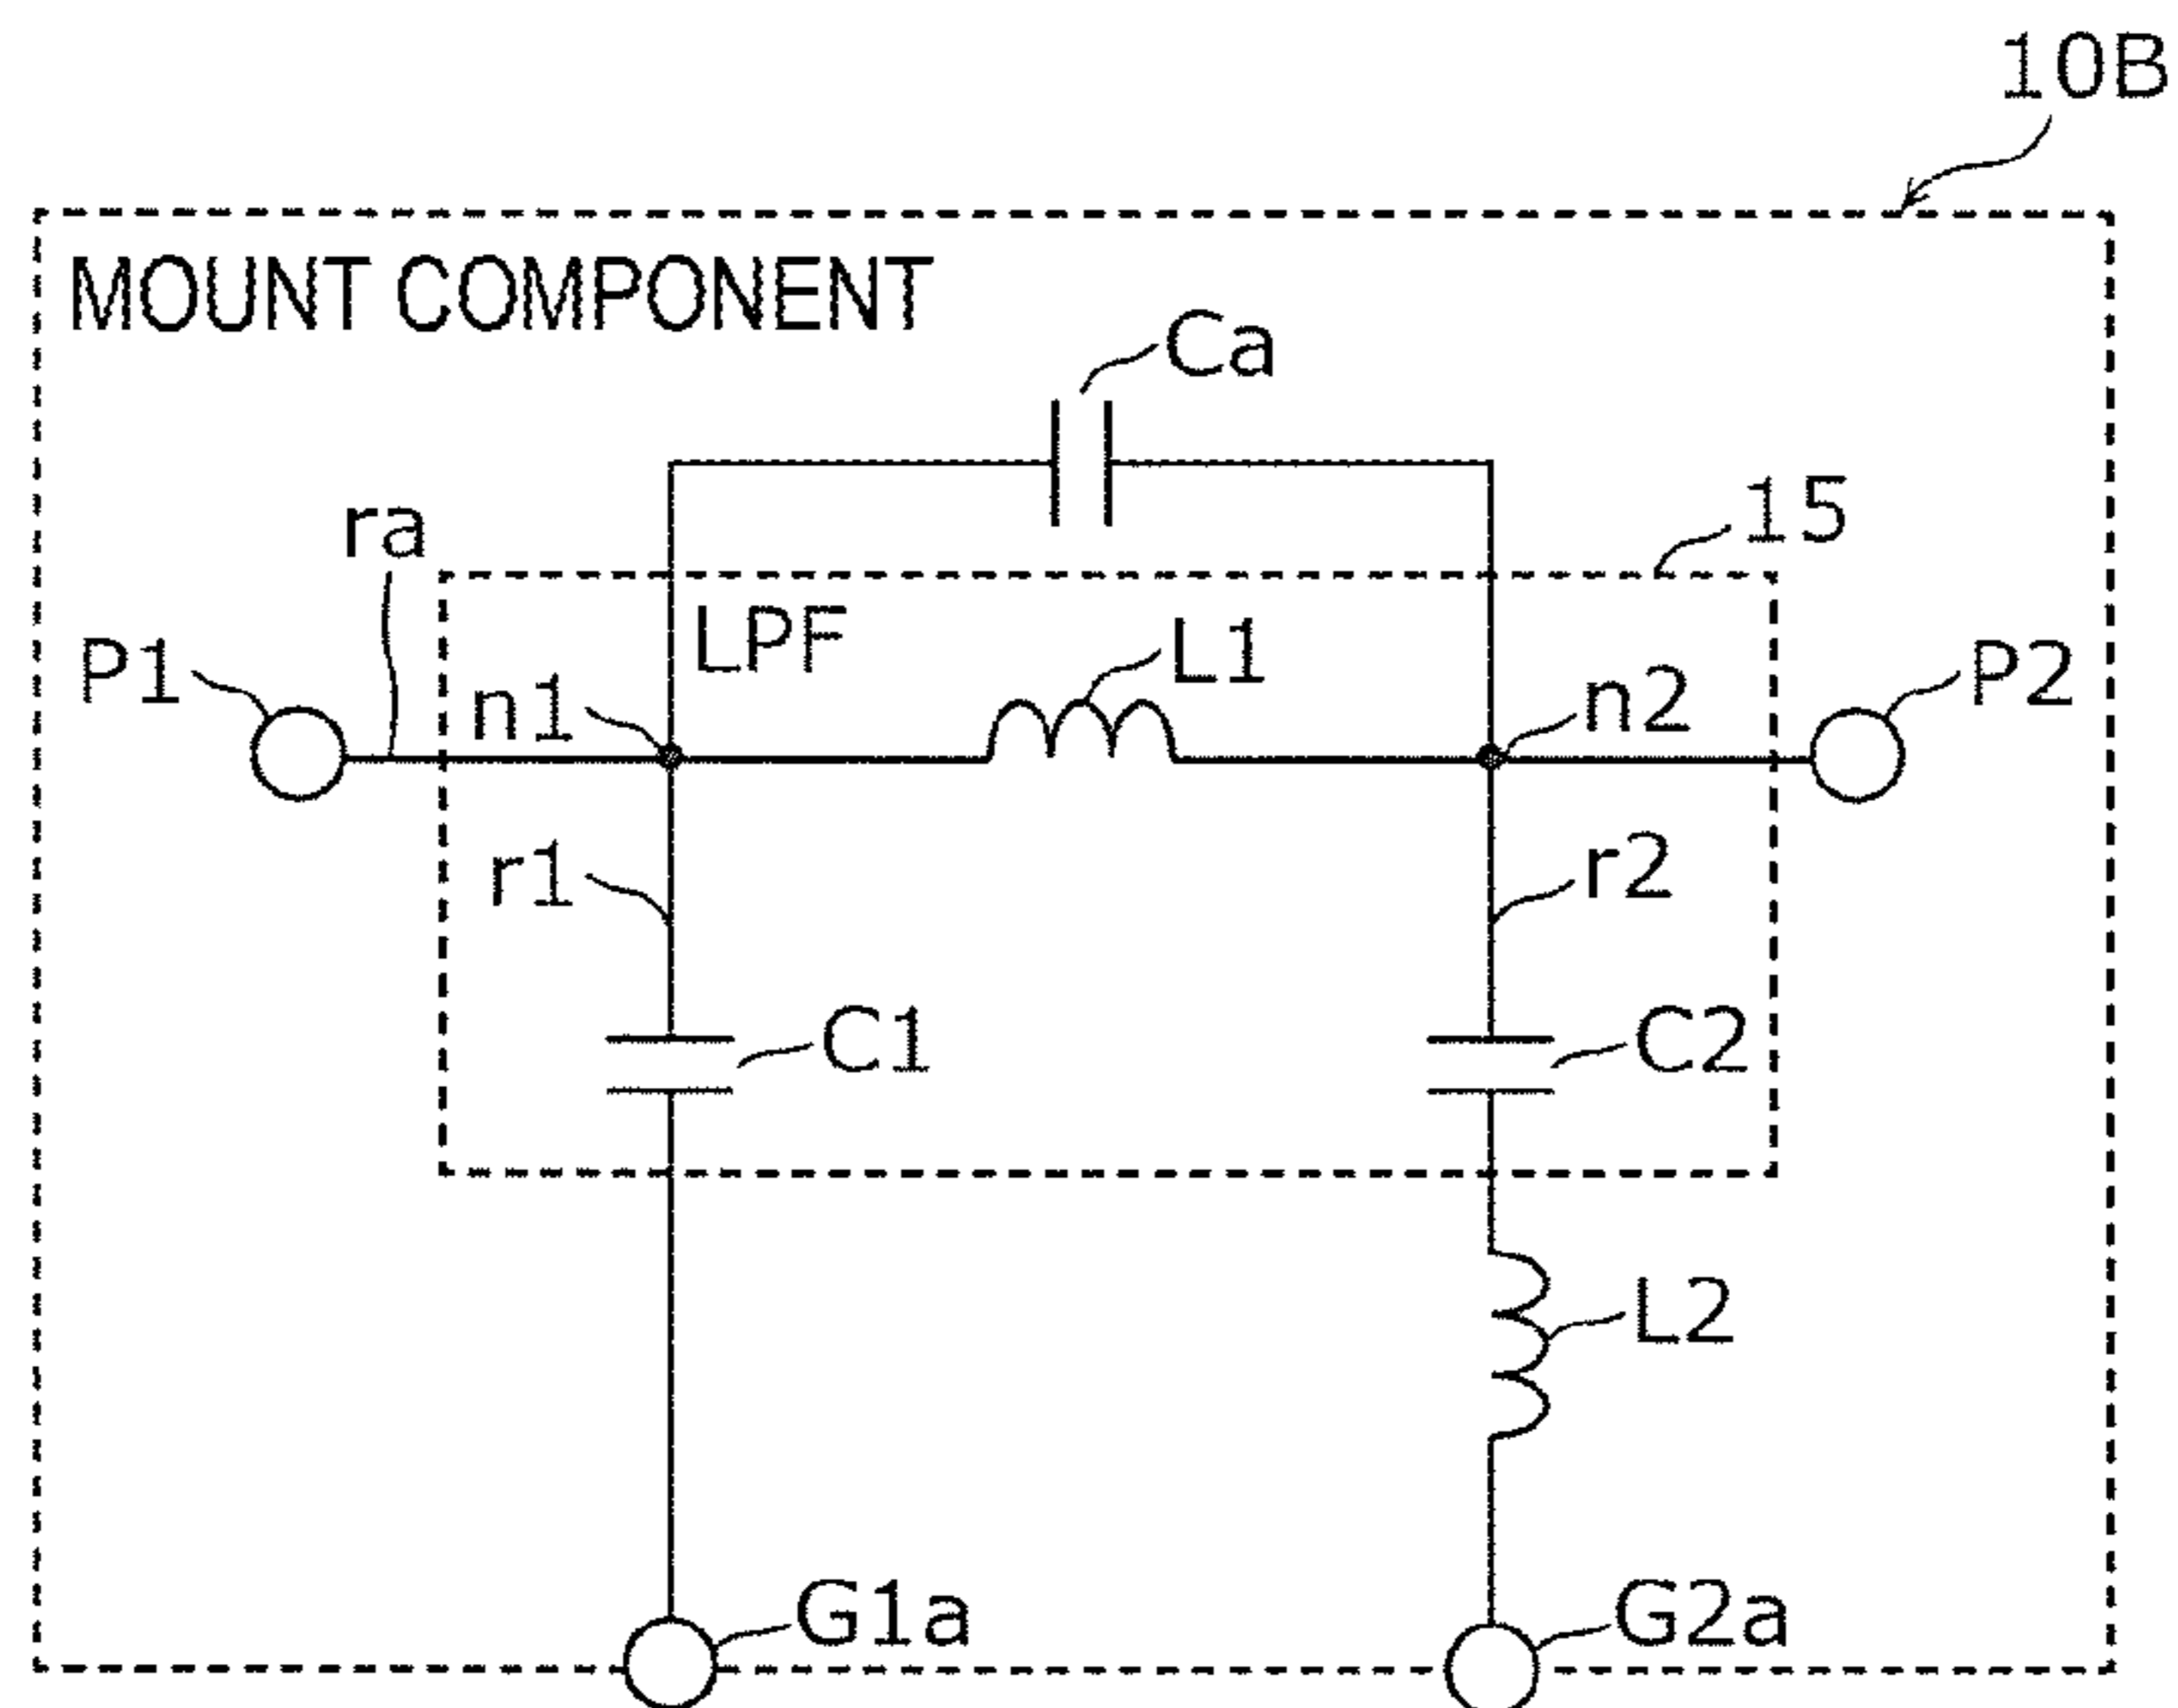 10B
MOUNT COMPONENT
Ca
ra
15
LPF
L1
P1
n1
n2
P2
r1
r2
C1
C2
L2
G1a
G2a